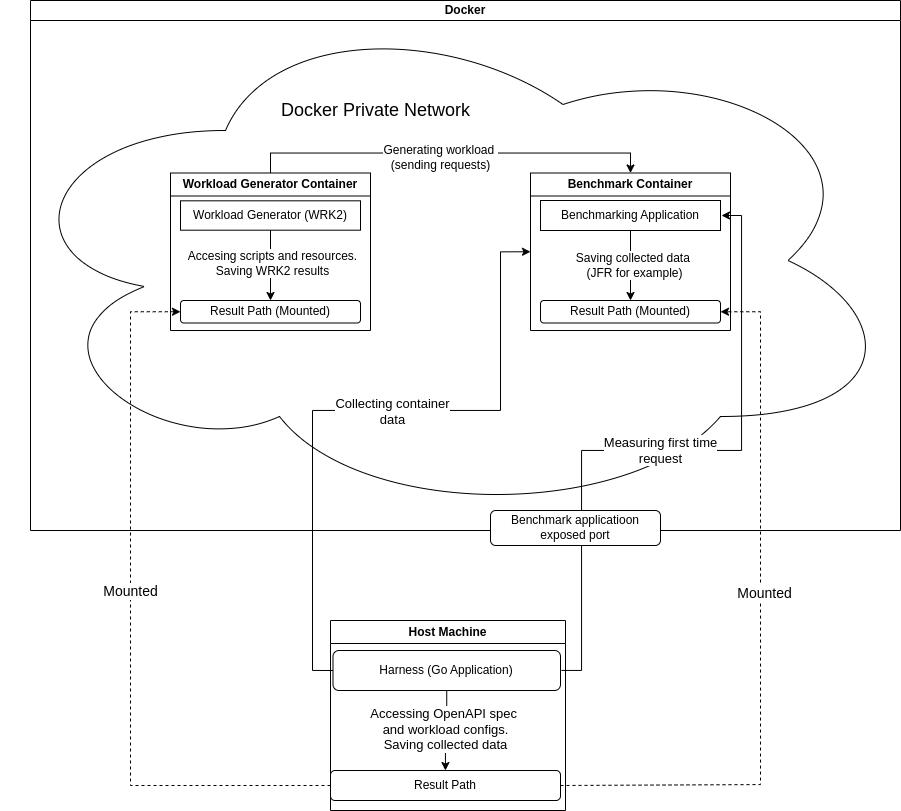 Docker
Docker Private Network
Generating workload
(sending requests)
Workload Generator Container
Workload Generator (WRK2)
Accesing scripts and resources.
Saving WRK2 results
Result Path (Mounted)
Benchmark Container
Benchmarking Application
Saving collected data
(JFR for example)
Result Path (Mounted)
Collecting container
data
Measuring first time
request
Benchmark applicatioon
exposed port
Mounted
Mounted
Host Machine
Harness (Go Application)
Accessing OpenAPI spec
and workload configs.
Saving collected data
Result Path